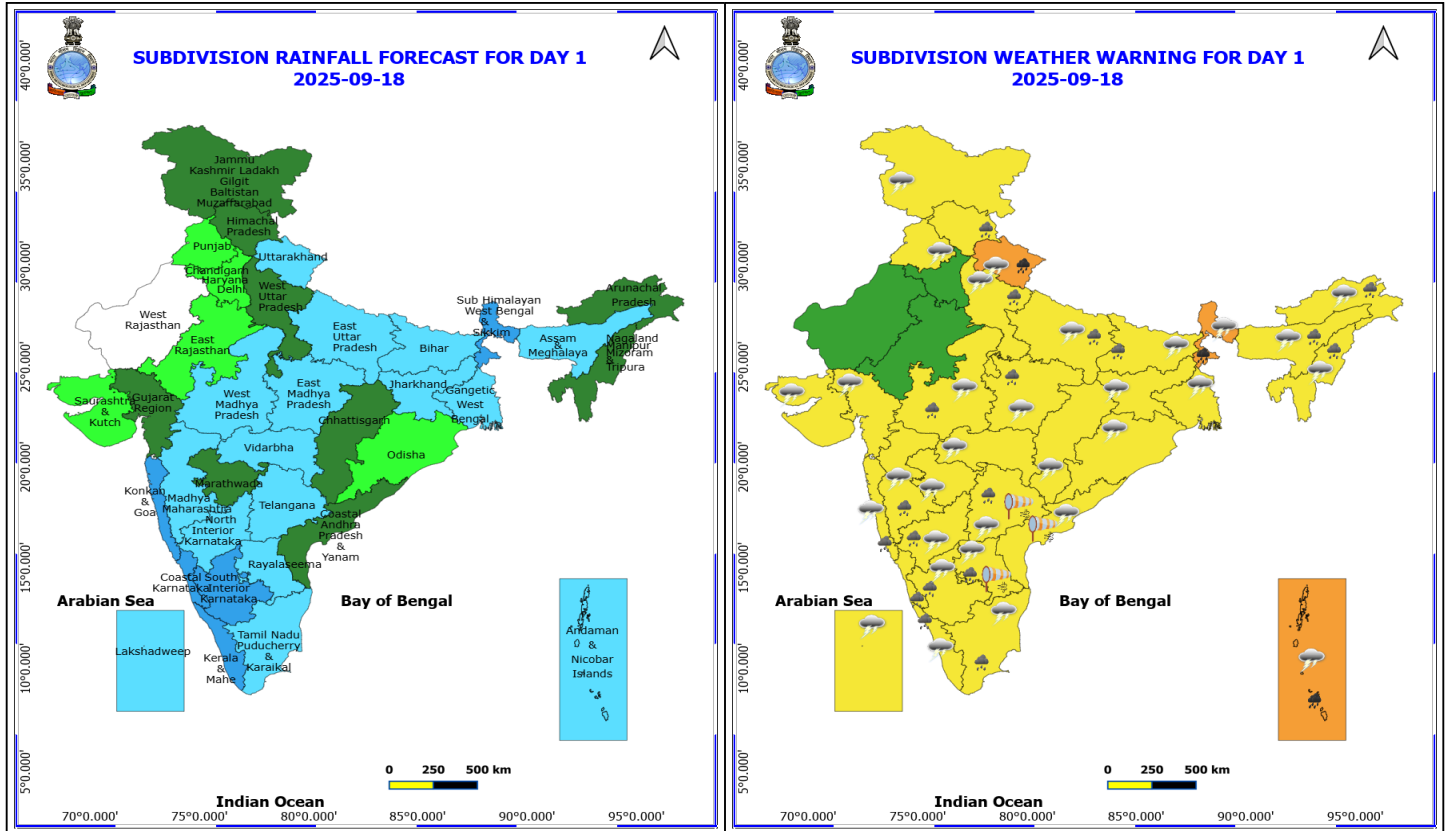 SUBDIVISION RAINFALL FORECAST FOR DAY 1
2025-09-18
40°0.000'
35°0.000'
30°0.000'
25°0.000'
20°0.000'
15°0.000'
10°0.000'
5°0.000'
Jammu
Kashmir Ladakh
Gilgit
Baltistan
Muzaffarabad
Himachal
Pradesh
Punjab
Uttarakhand
Chandigarh
Haryana
Delhi
West
Uttar
Pradesh
West
Rajasthan
East
Rajasthan
East
Uttar
Pradesh
Bihar
Sub Himalayan
West Bengal
&
Sikkim
Arunachal
Pradesh
Assam
&
Meghalaya
Nagaland
Manipur
Mizoram
&
Tripura
Saurashtra
&
Kutch
Gujarat
Region
West
Madhya
Pradesh
East
Madhya
Pradesh
Jharkhand
Gangetic
West
Bengal
Chhattisgarh
Odisha
Vidarbha
Konkan
&
Goa
Madhya
Maharashtra
Marathwada
Telangana
North
Interior
Karnataka
Coastal
Andhra
Pradesh
&
Yanam
Rayalaseema
Coastal
Karnataka
South
Interior
Karnataka
Tamil Nadu
Puducherry
&
Karaikal
Kerala
&
Mahe
Lakshadweep
Andaman
&
Nicobar
Islands
Arabian Sea
Bay of Bengal
Indian Ocean
0 250 500 km
70°0.000' 75°0.000' 80°0.000' 85°0.000' 90°0.000' 95°0.000'
SUBDIVISION WEATHER WARNING FOR DAY 1
2025-09-18
40°0.000'
35°0.000'
30°0.000'
25°0.000'
20°0.000'
15°0.000'
10°0.000'
5°0.000'
Arabian Sea
Bay of Bengal
Indian Ocean
0 250 500 km
70°0.000' 75°0.000' 80°0.000' 85°0.000' 90°0.000' 95°0.000'